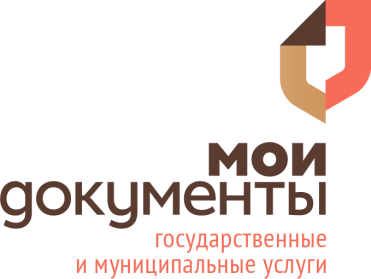 мои
документы
государственные
и муниципальные услуги